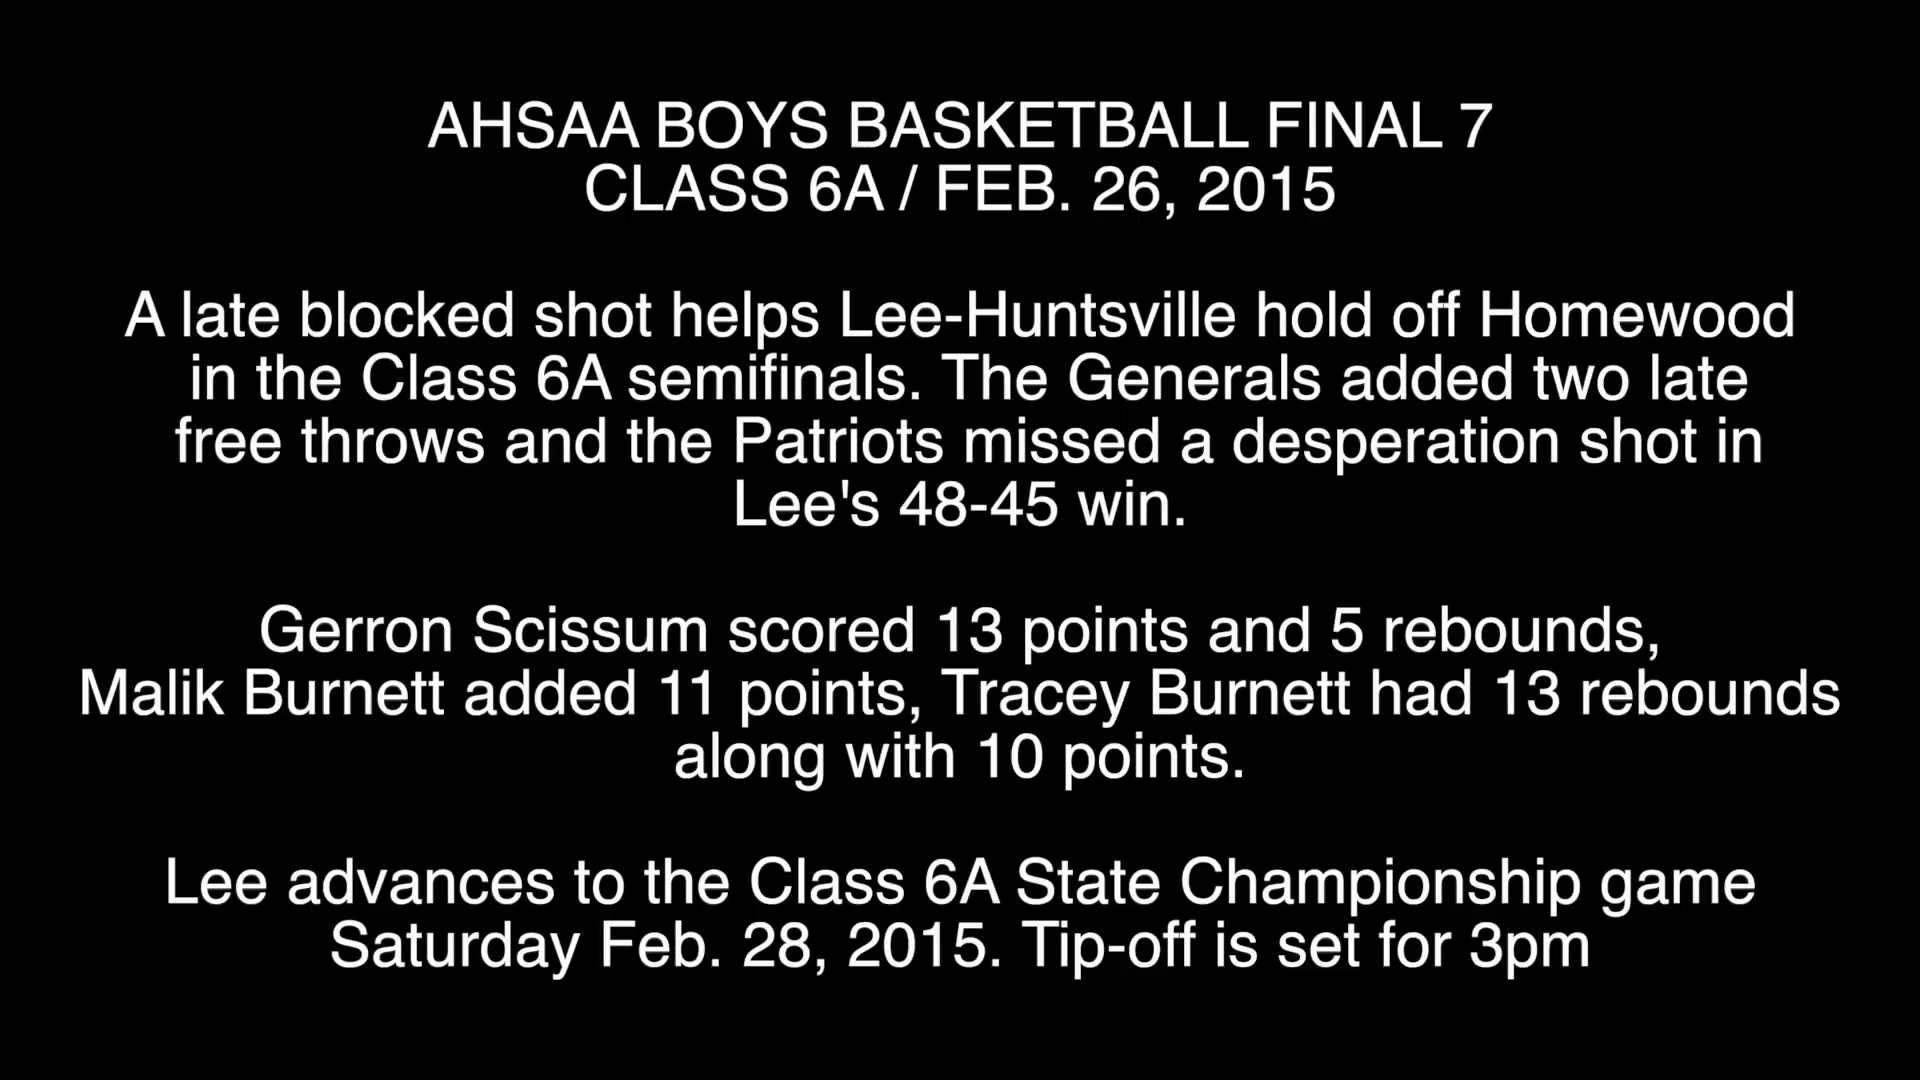 AHSAA BOYS BASKETBALL FINAL 7
CLASS 6A / FEB. 26, 2015
A late blocked shot helps Lee-Huntsville hold off Homewood
in the Class 6A semifinals. The Generals added two late
free throws and the Patriots missed a desperation shot in
Lee's 48-45 win.
Gerron Scissum scored 13 points and 5 rebounds,
Malik Burnett added 11 points, Tracey Burnett had 13 rebounds
along with 10 points.
Lee advances to the Class 6A State Championship game
Saturday Feb. 28, 2015. Tip-off is set for 3pm